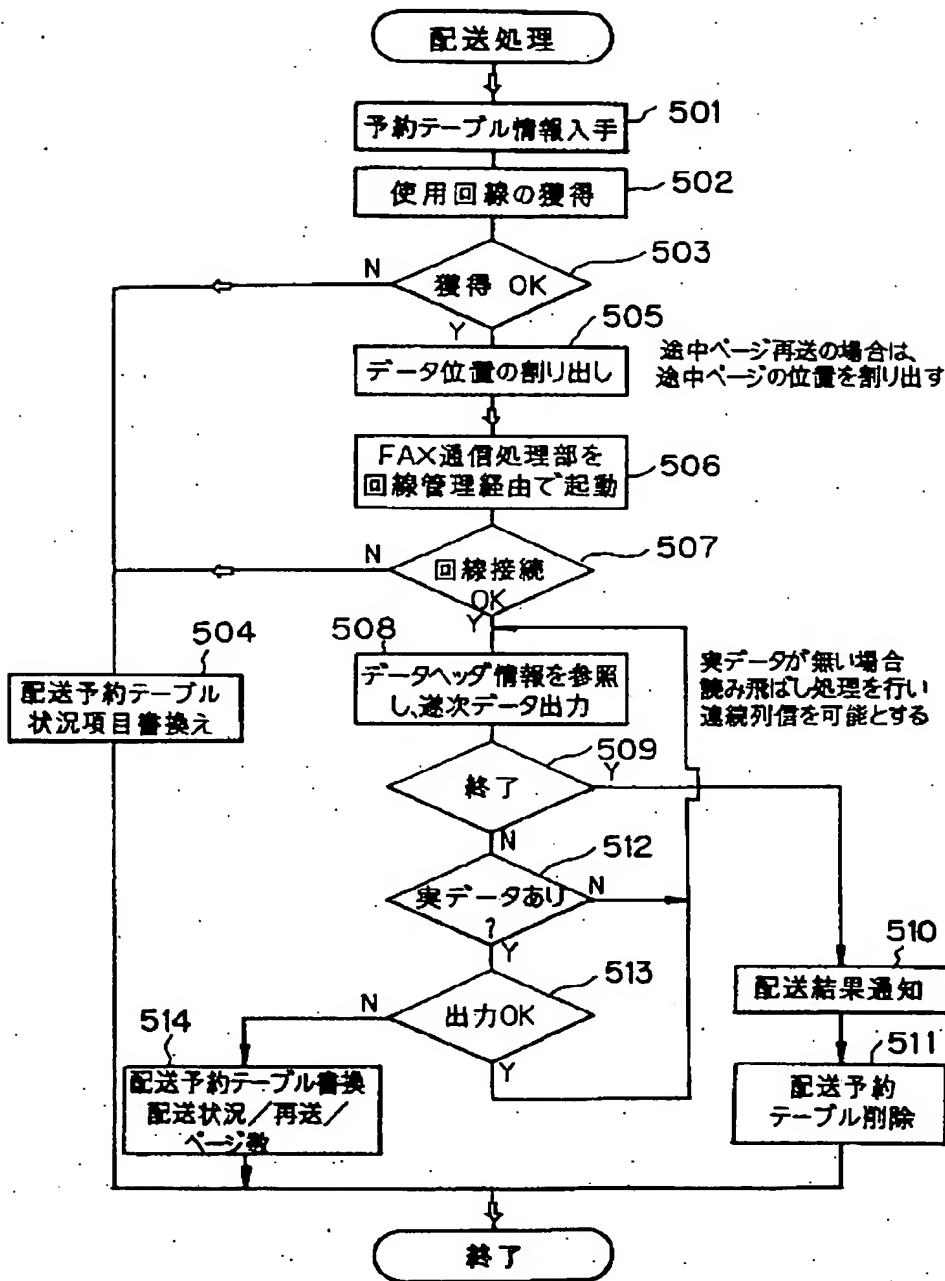 配送処理
予約テーブル情報入手
501
使用回線の獲得
502
503
獲得 OK
N
Y
505
データ位置の割り出し
途中ページ再送の場合は、
途中ページの位置を割り出す
FAX通信処理部を
回線管理経由で起動
506
507
回線接続
OK
N
Y
504
配送予約テーブル
状況項目書換え
508
データヘッダ情報を参照
し、逐次データ出力
実データが無い場合
読み飛ばし処理を行い
連続列信を可能とする
509
終了
Y
N
512
実データあり
?
N
Y
513
出力OK
N
Y
510
配送結果通知
511
配送予約
テーブル削除
514
配送予約テーブル書換
配送状況/再送/
ページ数
終了